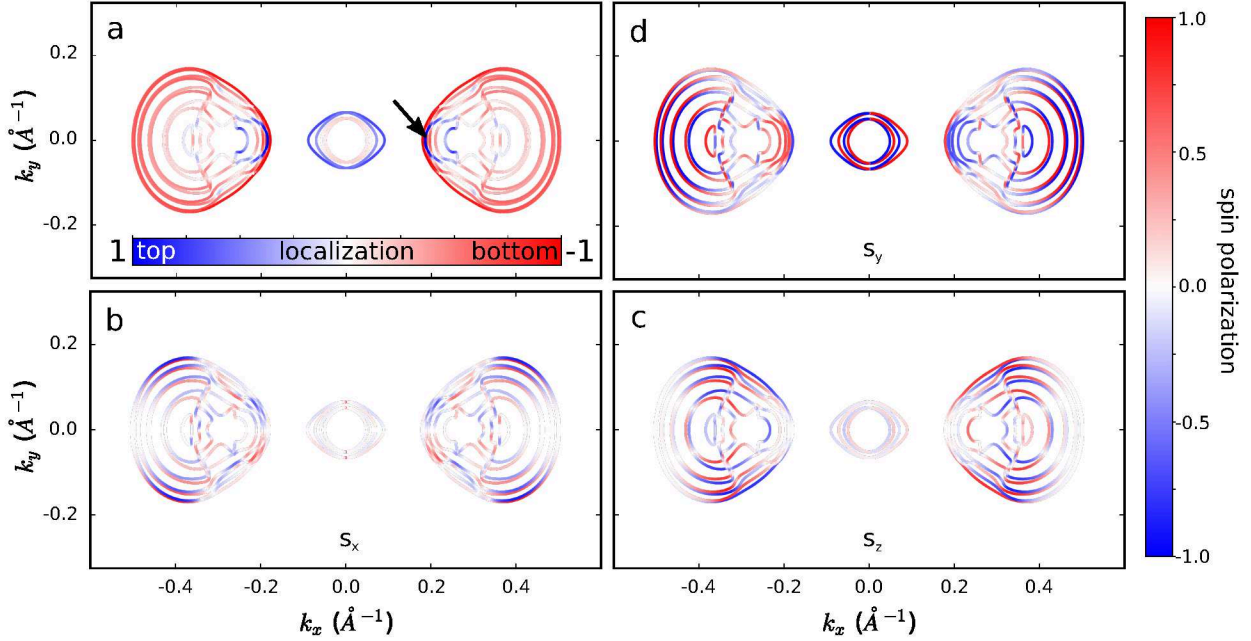 a
d
1.0
0.2
0.0
-0.2
k_y (Å⁻¹)
1 top localization bottom -1
s_y
0.5
0.0
-0.5
-1.0
spin polarization
b
c
0.2
0.0
-0.2
k_y (Å⁻¹)
s_x
s_z
-0.4 -0.2 0.0 0.2 0.4
-0.4 -0.2 0.0 0.2 0.4
k_x (Å⁻¹)
k_x (Å⁻¹)